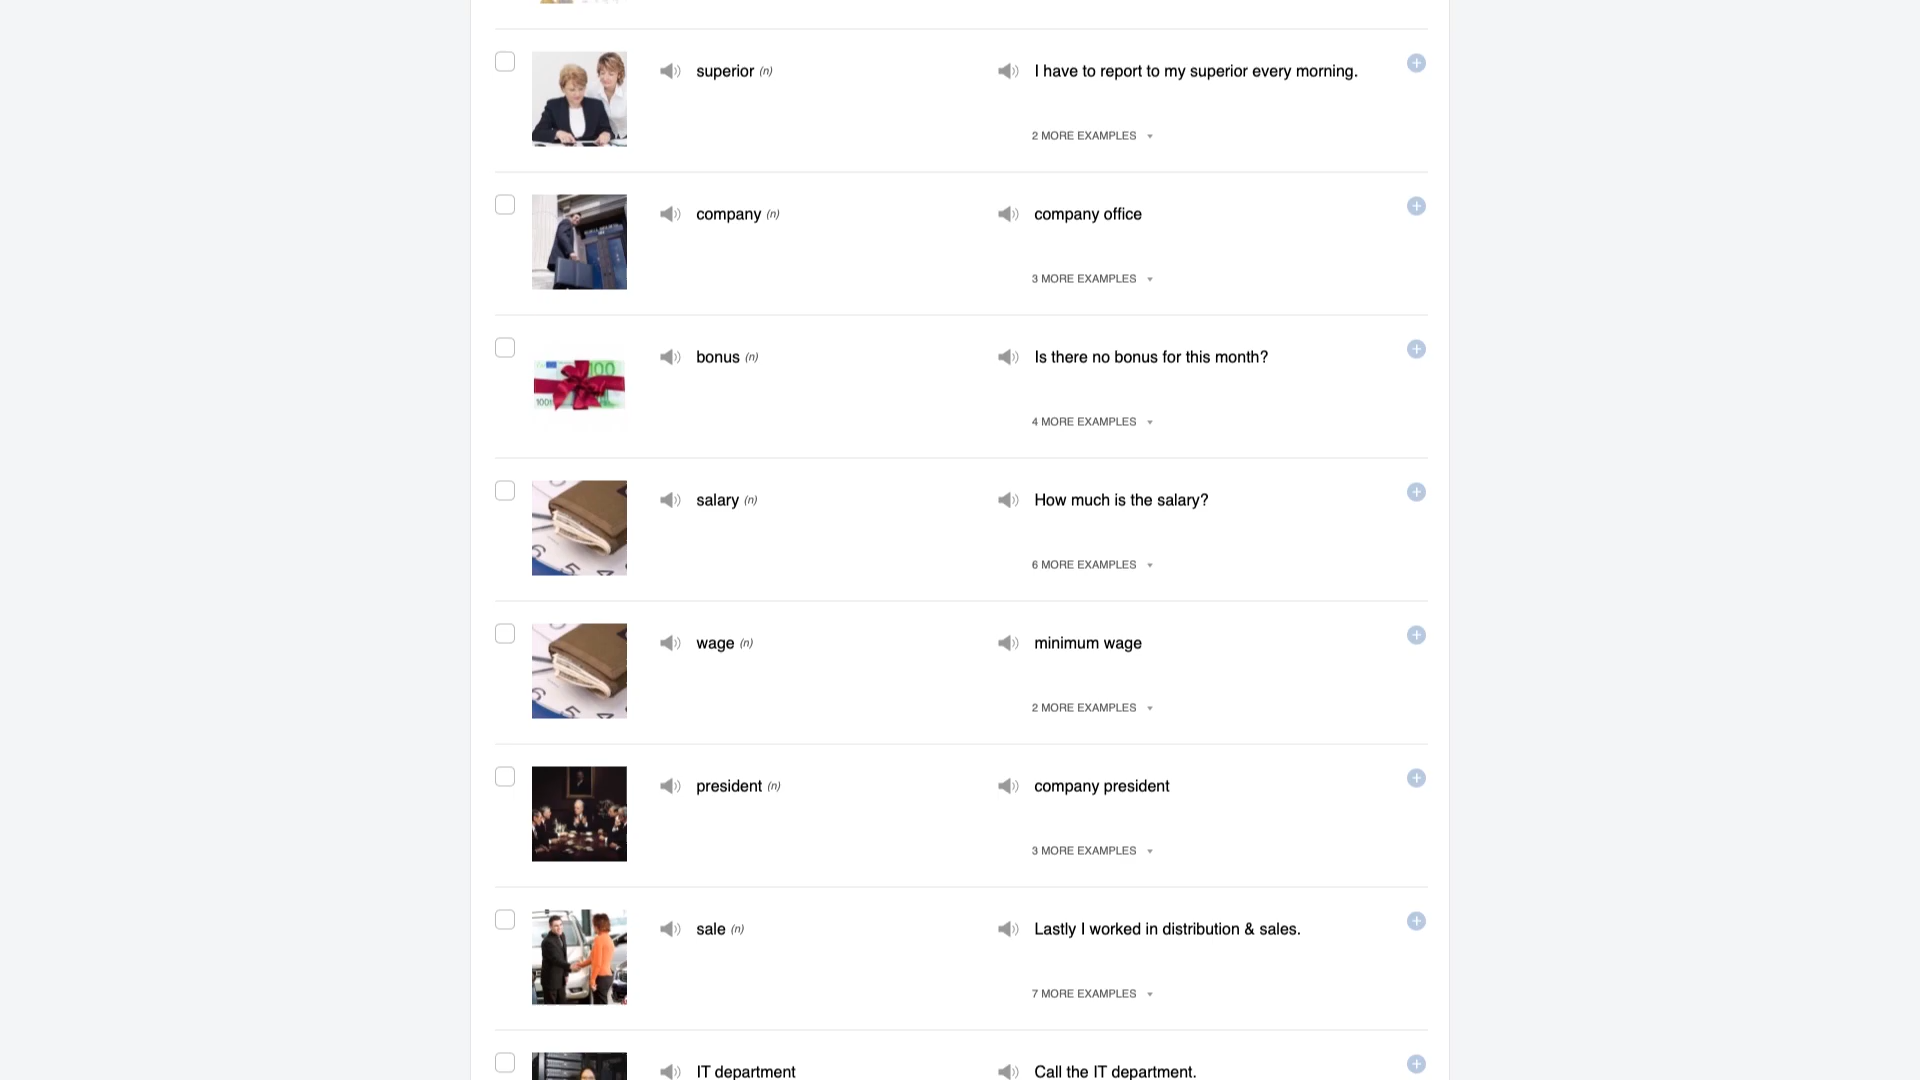 superior (n)
I have to report to my superior every morning.
2 MORE EXAMPLES
company (n)
company office
3 MORE EXAMPLES
bonus (n)
Is there no bonus for this month?
4 MORE EXAMPLES
salary (n)
How much is the salary?
6 MORE EXAMPLES
wage (n)
minimum wage
2 MORE EXAMPLES
president (n)
company president
3 MORE EXAMPLES
sale (n)
Lastly I worked in distribution & sales.
7 MORE EXAMPLES
IT department
Call the IT department.